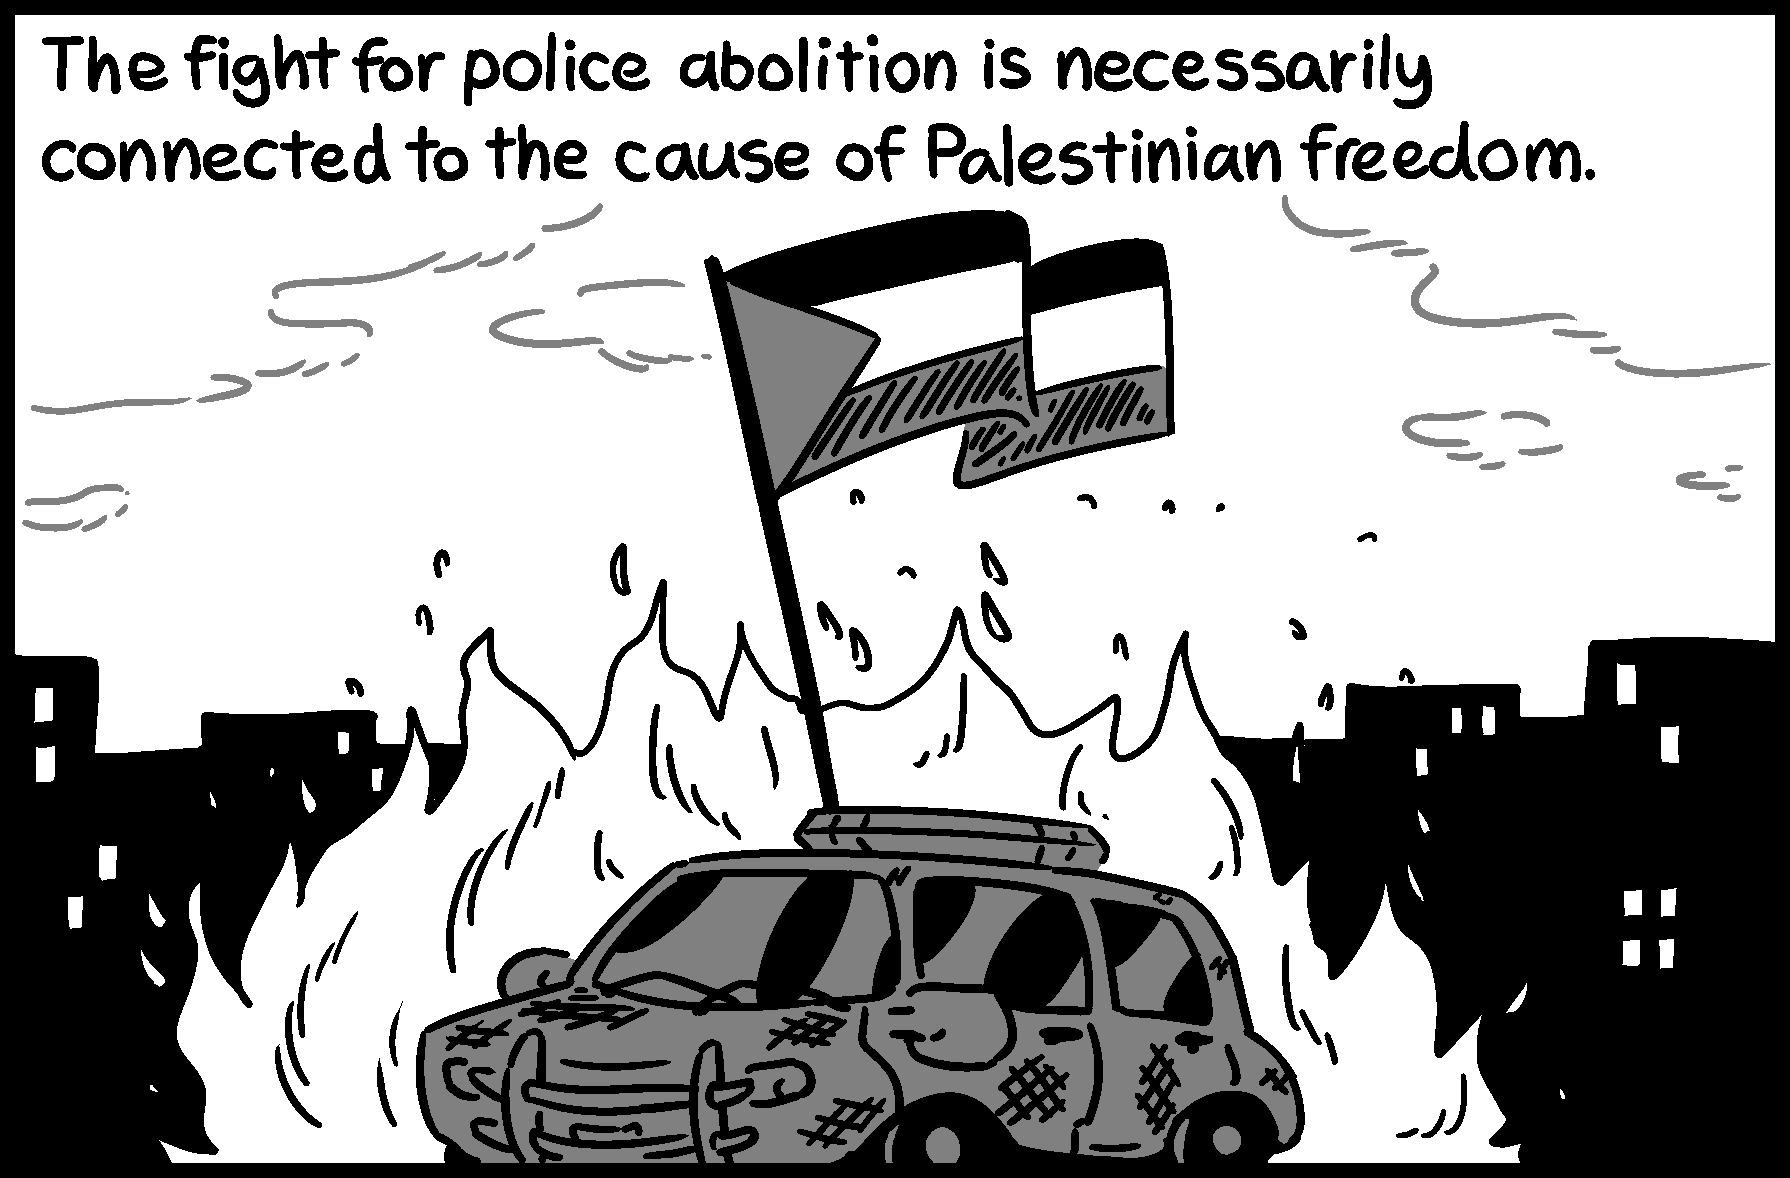 The fight for police abolition is necessarily
connected to the cause of Palestinian freedom.